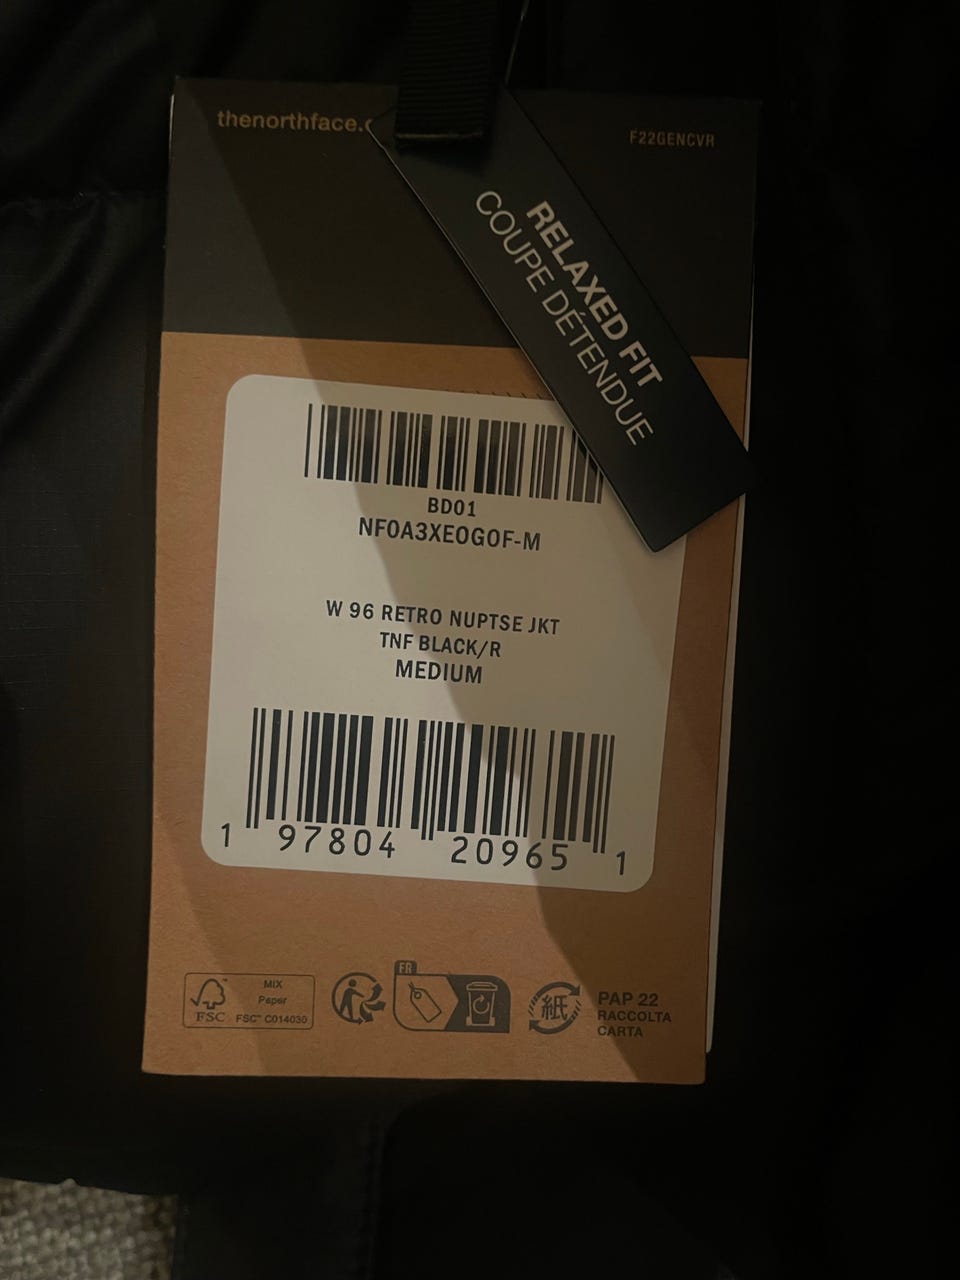 thenorthface.
F22GENCVR
RELAXED FIT
COUPE DÉTENDUE
BD01
NF0A3XEOGOF-M
W 96 RETRO NUPTSE JKT
TNF BLACK/R
MEDIUM
1 97804 20965 1
FR
MIX
Paper
FSC™ C014030
FSC
紙
PAP 22
RACCOLTA
CARTA